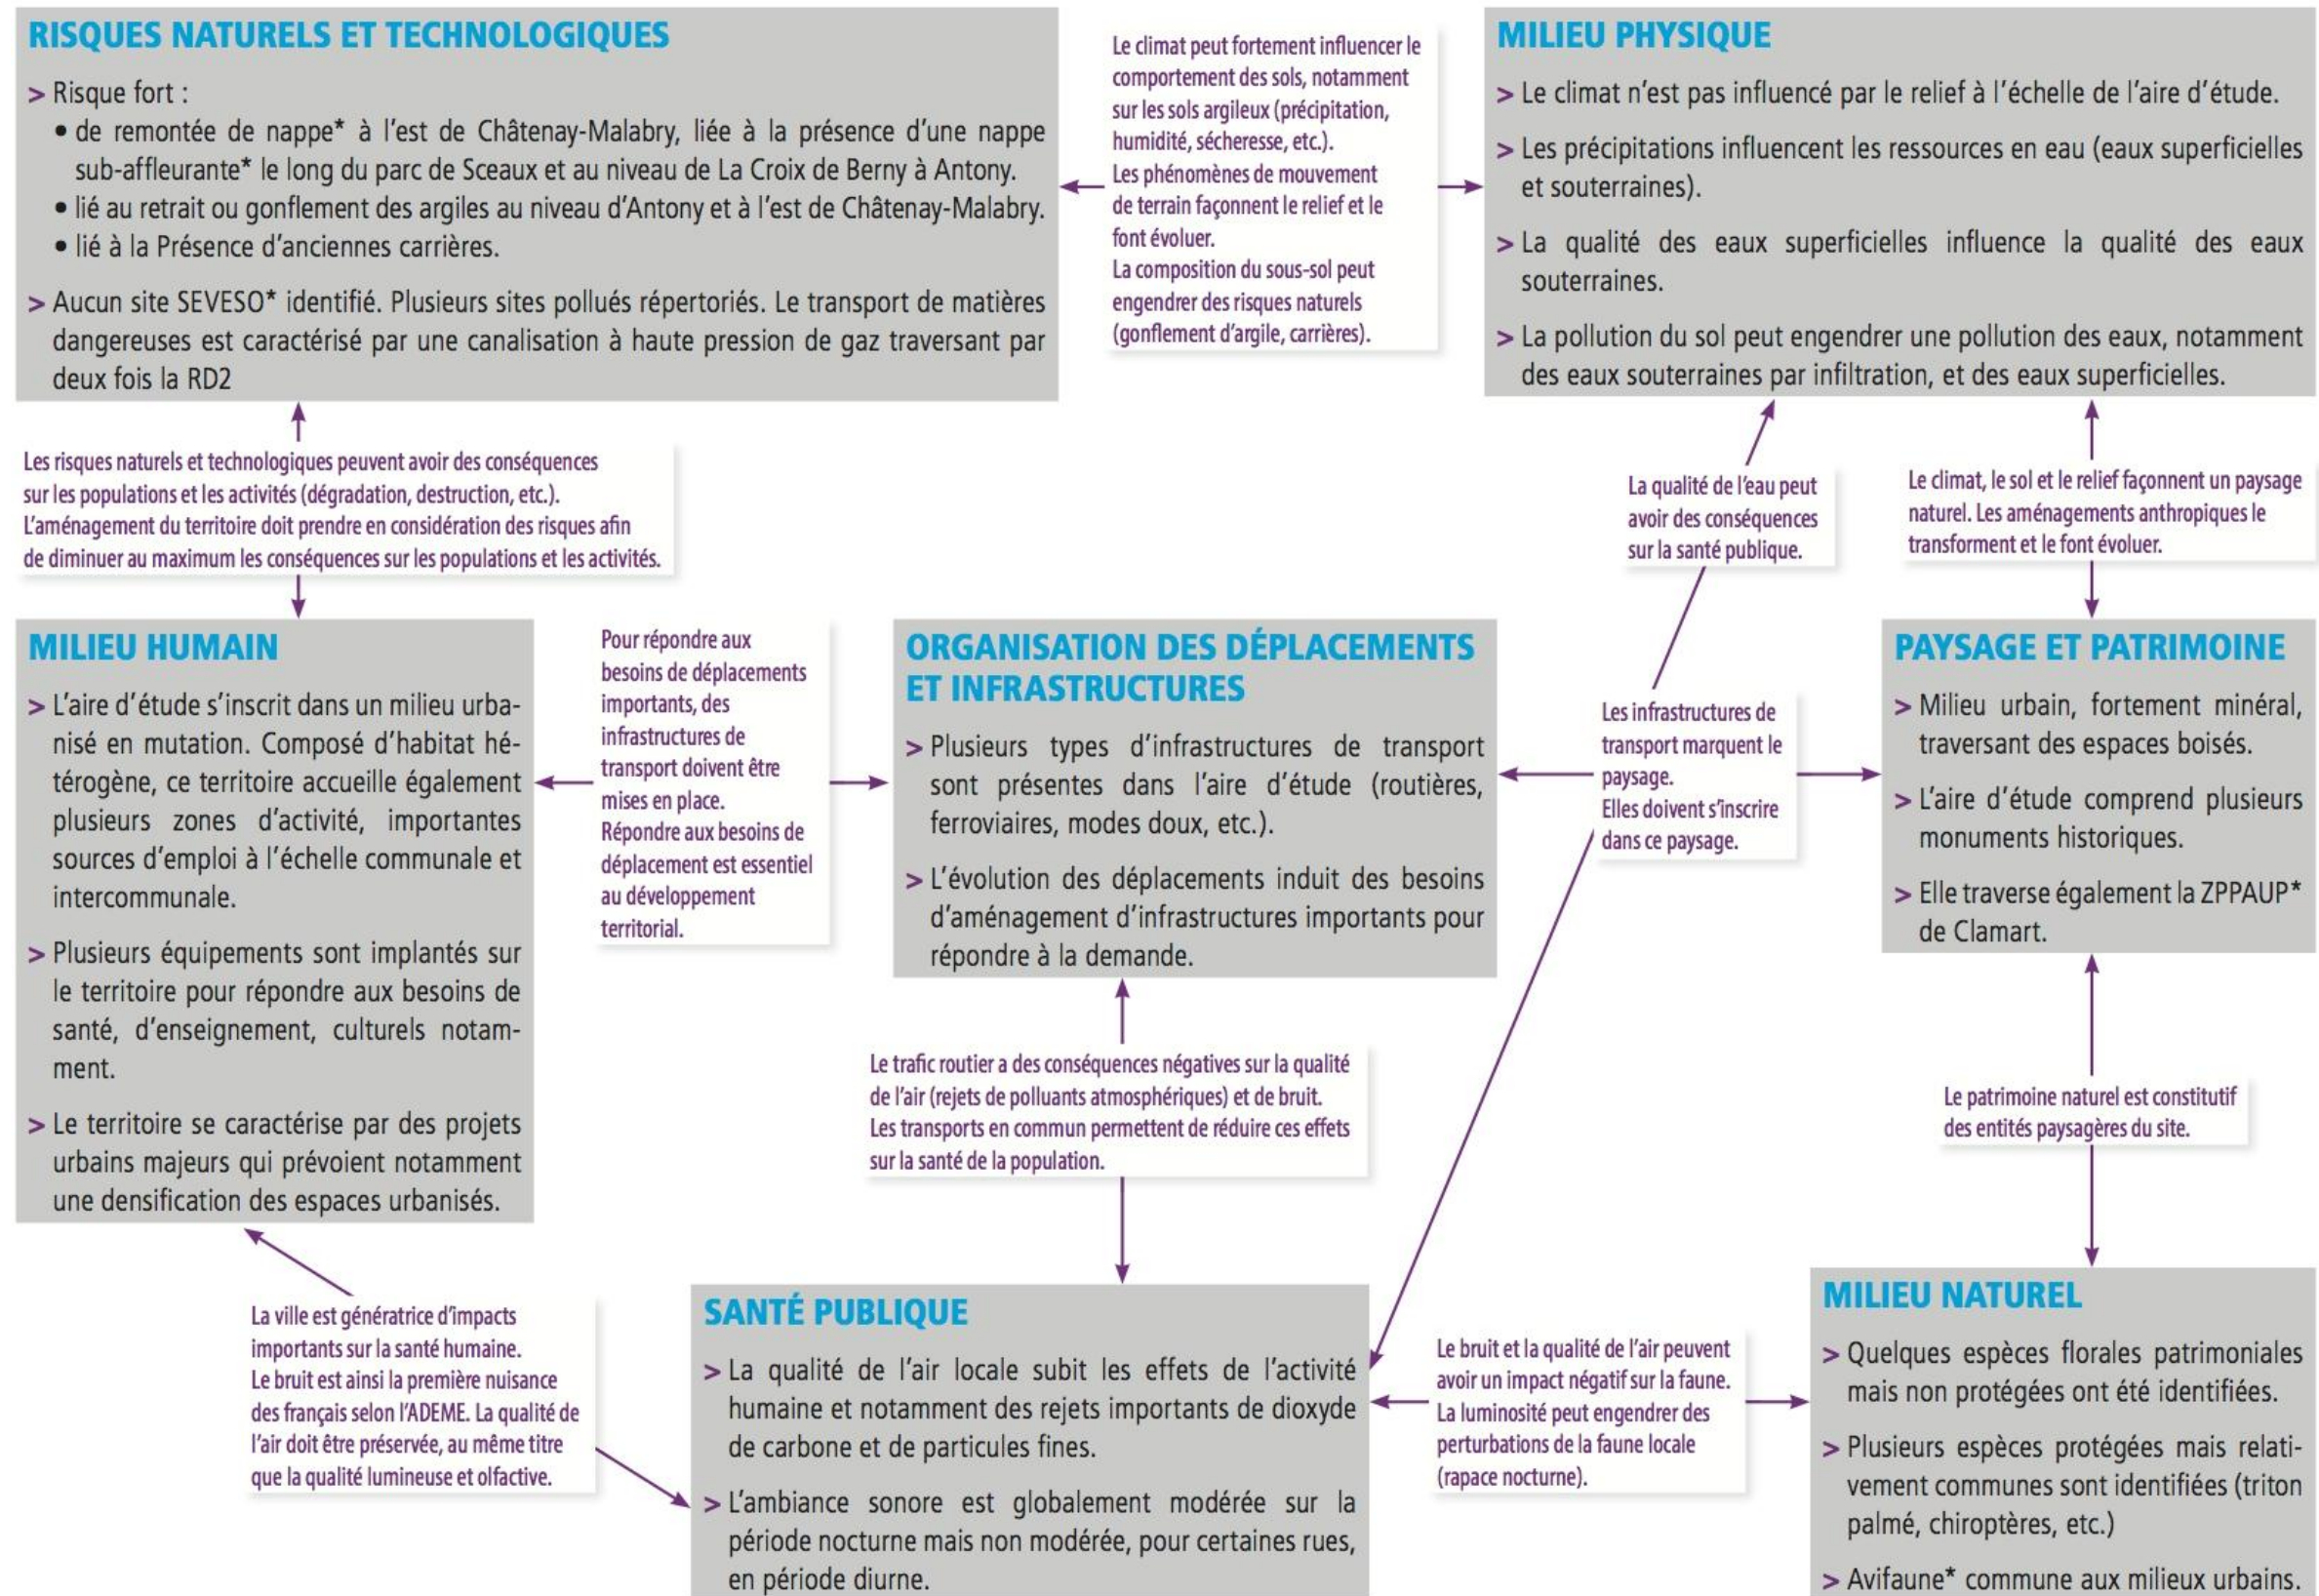 RISQUES NATURELS ET TECHNOLOGIQUES
> Risque fort :
• de remontée de nappe* à l'est de Châtenay-Malabry, liée à la présence d'une nappe
sub-affleurante* le long du parc de Sceaux et au niveau de La Croix de Berny à Antony.
• lié au retrait ou gonflement des argiles au niveau d'Antony et à l'est de Châtenay-Malabry.
• lié à la Présence d'anciennes carrières.
> Aucun site SEVESO* identifié. Plusieurs sites pollués répertoriés. Le transport de matières
dangereuses est caractérisé par une canalisation à haute pression de gaz traversant par
deux fois la RD2
Le climat peut fortement influencer le
comportement des sols, notamment
sur les sols argileux (précipitation,
humidité, sécheresse, etc.).
Les phénomènes de mouvement
de terrain façonnent le relief et le
font évoluer.
La composition du sous-sol peut
engendrer des risques naturels
(gonflement d'argile, carrières).
MILIEU PHYSIQUE
> Le climat n'est pas influencé par le relief à l'échelle de l'aire d'étude.
> Les précipitations influencent les ressources en eau (eaux superficielles
et souterraines).
> La qualité des eaux superficielles influence la qualité des eaux
souterraines.
> La pollution du sol peut engendrer une pollution des eaux, notamment
des eaux souterraines par infiltration, et des eaux superficielles.
Les risques naturels et technologiques peuvent avoir des conséquences
sur les populations et les activités (dégradation, destruction, etc.).
L'aménagement du territoire doit prendre en considération des risques afin
de diminuer au maximum les conséquences sur les populations et les activités.
La qualité de l'eau peut
avoir des conséquences
sur la santé publique.
Le climat, le sol et le relief façonnent un paysage
naturel. Les aménagements anthropiques le
transforment et le font évoluer.
MILIEU HUMAIN
> L'aire d'étude s'inscrit dans un milieu urba-
nisé en mutation. Composé d'habitat hé-
térogène, ce territoire accueille également
plusieurs zones d'activité, importantes
sources d'emploi à l'échelle communale et
intercommunale.
> Plusieurs équipements sont implantés sur
le territoire pour répondre aux besoins de
santé, d'enseignement, culturels notam-
ment.
> Le territoire se caractérise par des projets
urbains majeurs qui prévoient notamment
une densification des espaces urbanisés.
Pour répondre aux
besoins de déplacements
importants, des
infrastructures de
transport doivent être
mises en place.
Répondre aux besoins de
déplacement est essentiel
au développement
territorial.
ORGANISATION DES DÉPLACEMENTS
ET INFRASTRUCTURES
> Plusieurs types d'infrastructures de transport
sont présentes dans l'aire d'étude (routières,
ferroviaires, modes doux, etc.).
> L'évolution des déplacements induit des besoins
d'aménagement d'infrastructures importants pour
répondre à la demande.
Les infrastructures de
transport marquent le
paysage.
Elles doivent s'inscrire
dans ce paysage.
PAYSAGE ET PATRIMOINE
> Milieu urbain, fortement minéral,
traversant des espaces boisés.
> L'aire d'étude comprend plusieurs
monuments historiques.
> Elle traverse également la ZPPAUP*
de Clamart.
Le trafic routier a des conséquences négatives sur la qualité
de l'air (rejets de polluants atmosphériques) et de bruit.
Les transports en commun permettent de réduire ces effets
sur la santé de la population.
Le patrimoine naturel est constitutif
des entités paysagères du site.
La ville est génératrice d'impacts
importants sur la santé humaine.
Le bruit est ainsi la première nuisance
des français selon l'ADEME. La qualité de
l'air doit être préservée, au même titre
que la qualité lumineuse et olfactive.
SANTÉ PUBLIQUE
> La qualité de l'air locale subit les effets de l'activité
humaine et notamment des rejets importants de dioxyde
de carbone et de particules fines.
> L'ambiance sonore est globalement modérée sur la
période nocturne mais non modérée, pour certaines rues,
en période diurne.
Le bruit et la qualité de l'air peuvent
avoir un impact négatif sur la faune.
La luminosité peut engendrer des
perturbations de la faune locale
(rapace nocturne).
MILIEU NATUREL
> Quelques espèces florales patrimoniales
mais non protégées ont été identifiées.
> Plusieurs espèces protégées mais relati-
vement communes sont identifiées (triton
palmé, chiroptères, etc.)
> Avifaune* commune aux milieux urbains.